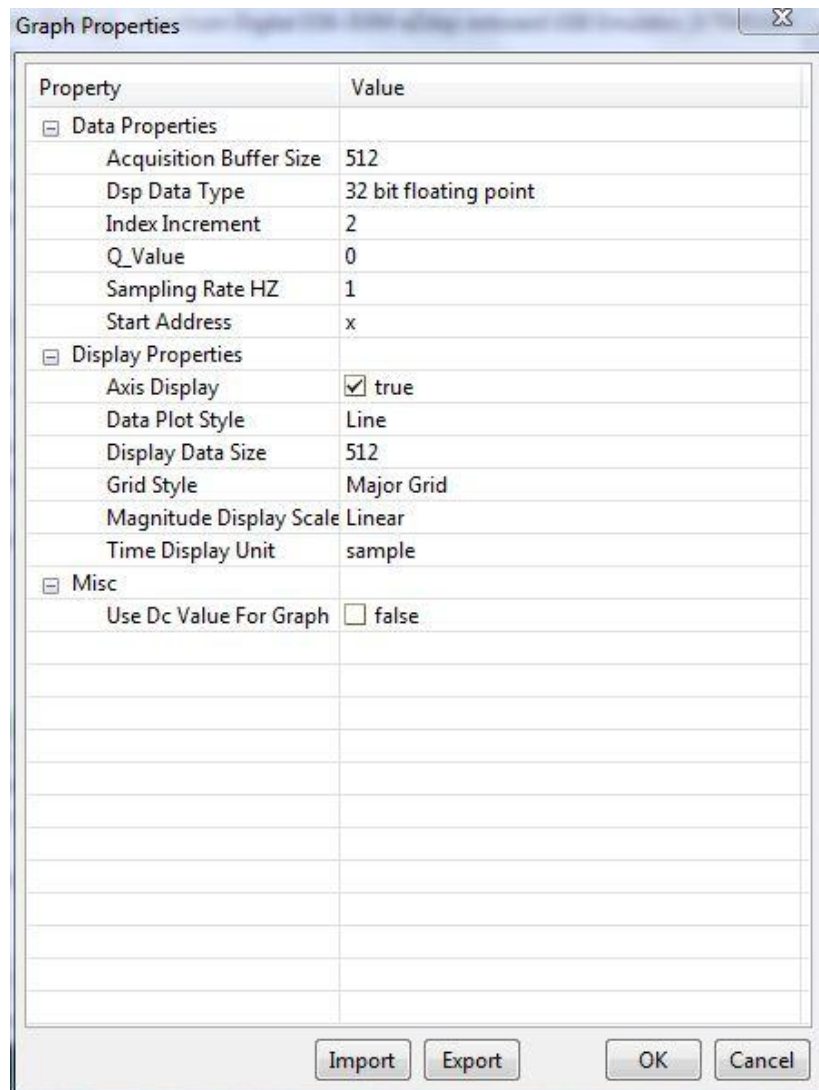 Graph Properties
Property Value
Data Properties
Acquisition Buffer Size 512
Dsp Data Type 32 bit floating point
Index Increment 2
Q_Value 0
Sampling Rate HZ 1
Start Address x
Display Properties
Axis Display true
Data Plot Style Line
Display Data Size 512
Grid Style Major Grid
Magnitude Display Scale Linear
Time Display Unit sample
Misc
Use Dc Value For Graph false
Import Export OK Cancel